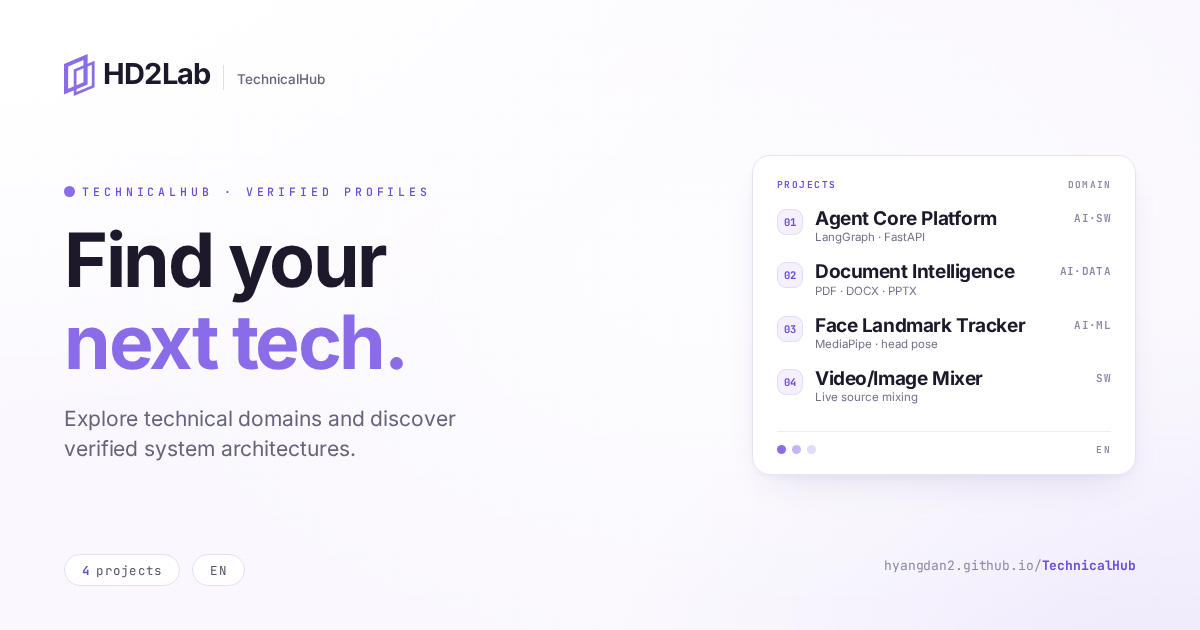 HD2Lab
TechnicalHub
TECHNICALHUB · VERIFIED PROFILES
Find your
next tech.
Explore technical domains and discover
verified system architectures.
4 projects
EN
PROJECTS DOMAIN
01 Agent Core Platform AI·SW
LangGraph · FastAPI
02 Document Intelligence AI·DATA
PDF · DOCX · PPTX
03 Face Landmark Tracker AI·ML
MediaPipe · head pose
04 Video/Image Mixer SW
Live source mixing
EN
hyangdan2.github.io/TechnicalHub